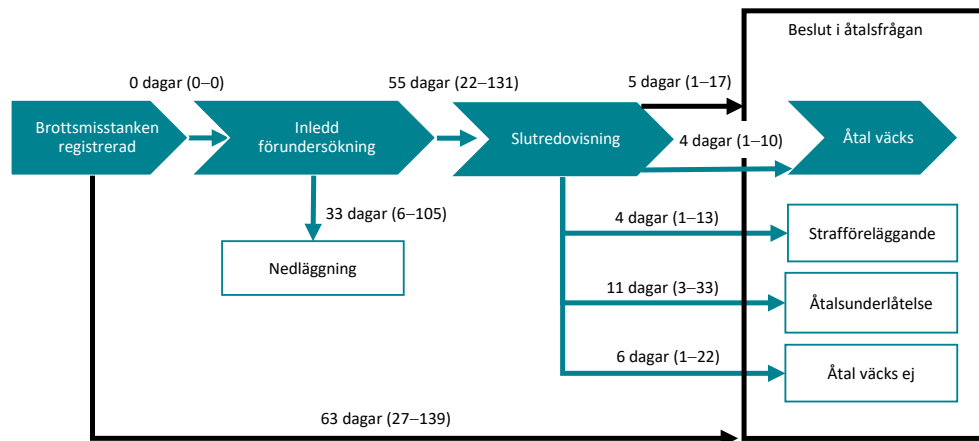 Beslut i åtalsfrågan
0 dagar (0–0)
55 dagar (22–131)
5 dagar (1–17)
Brottsmisstanken
registrerad
Inledd
förundersökning
Slutredovisning
4 dagar (1–10)
Åtal väcks
33 dagar (6–105)
Nedläggning
4 dagar (1–13)
Strafföreläggande
11 dagar (3–33)
Åtalsunderlåtelse
6 dagar (1–22)
Åtal väcks ej
63 dagar (27–139)